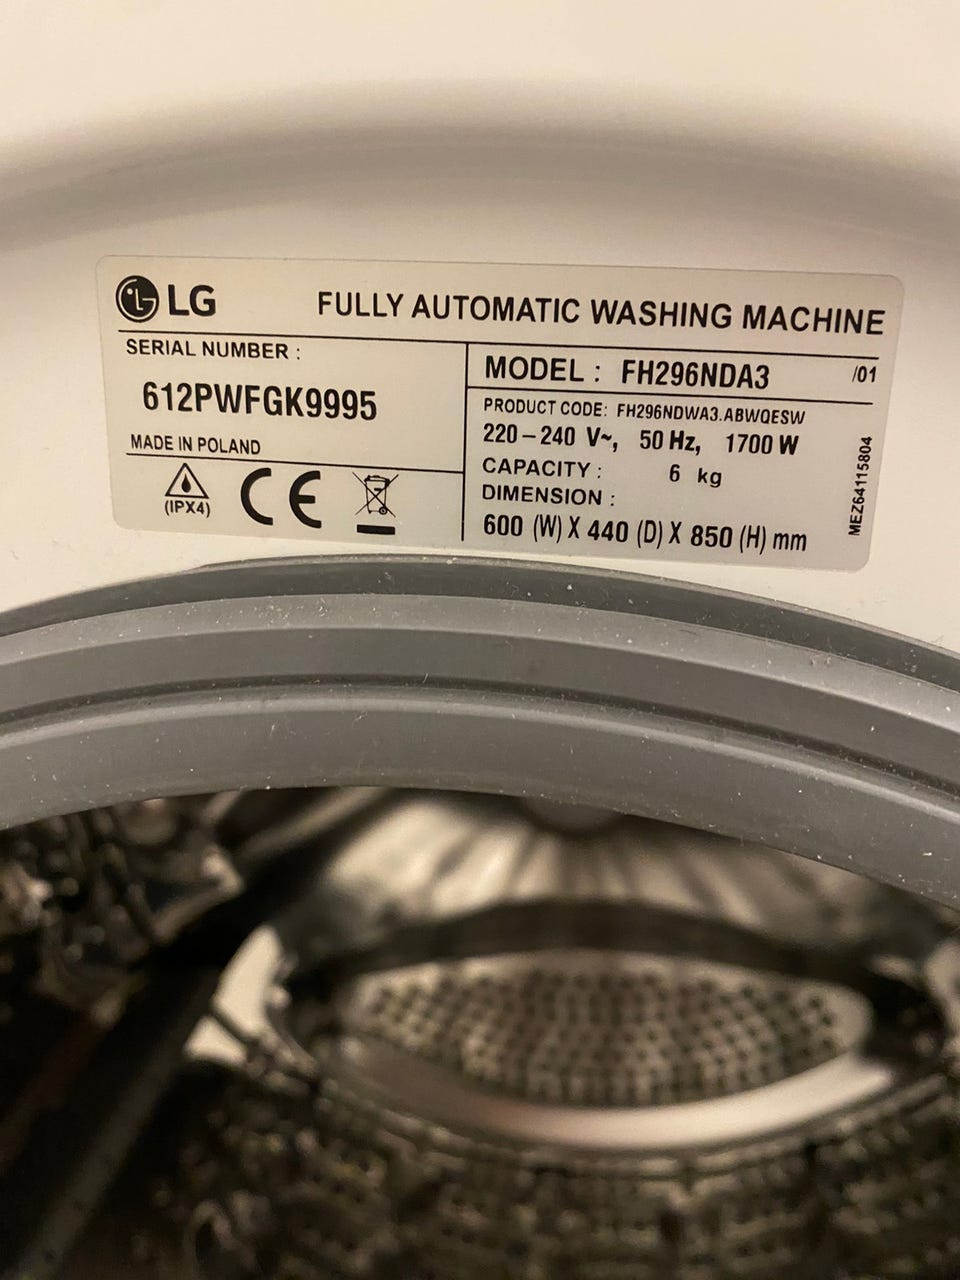 LG FULLY AUTOMATIC WASHING MACHINE
SERIAL NUMBER :
612PWFGK9995
MADE IN POLAND
(IPX4) CE
MODEL : FH296NDA3 /01
PRODUCT CODE: FH296NDWA3.ABWQESW
220-240 V~, 50 Hz, 1700 W
CAPACITY : 6 kg
DIMENSION :
600 (W) X 440 (D) X 850 (H) mm
MEZ64115804